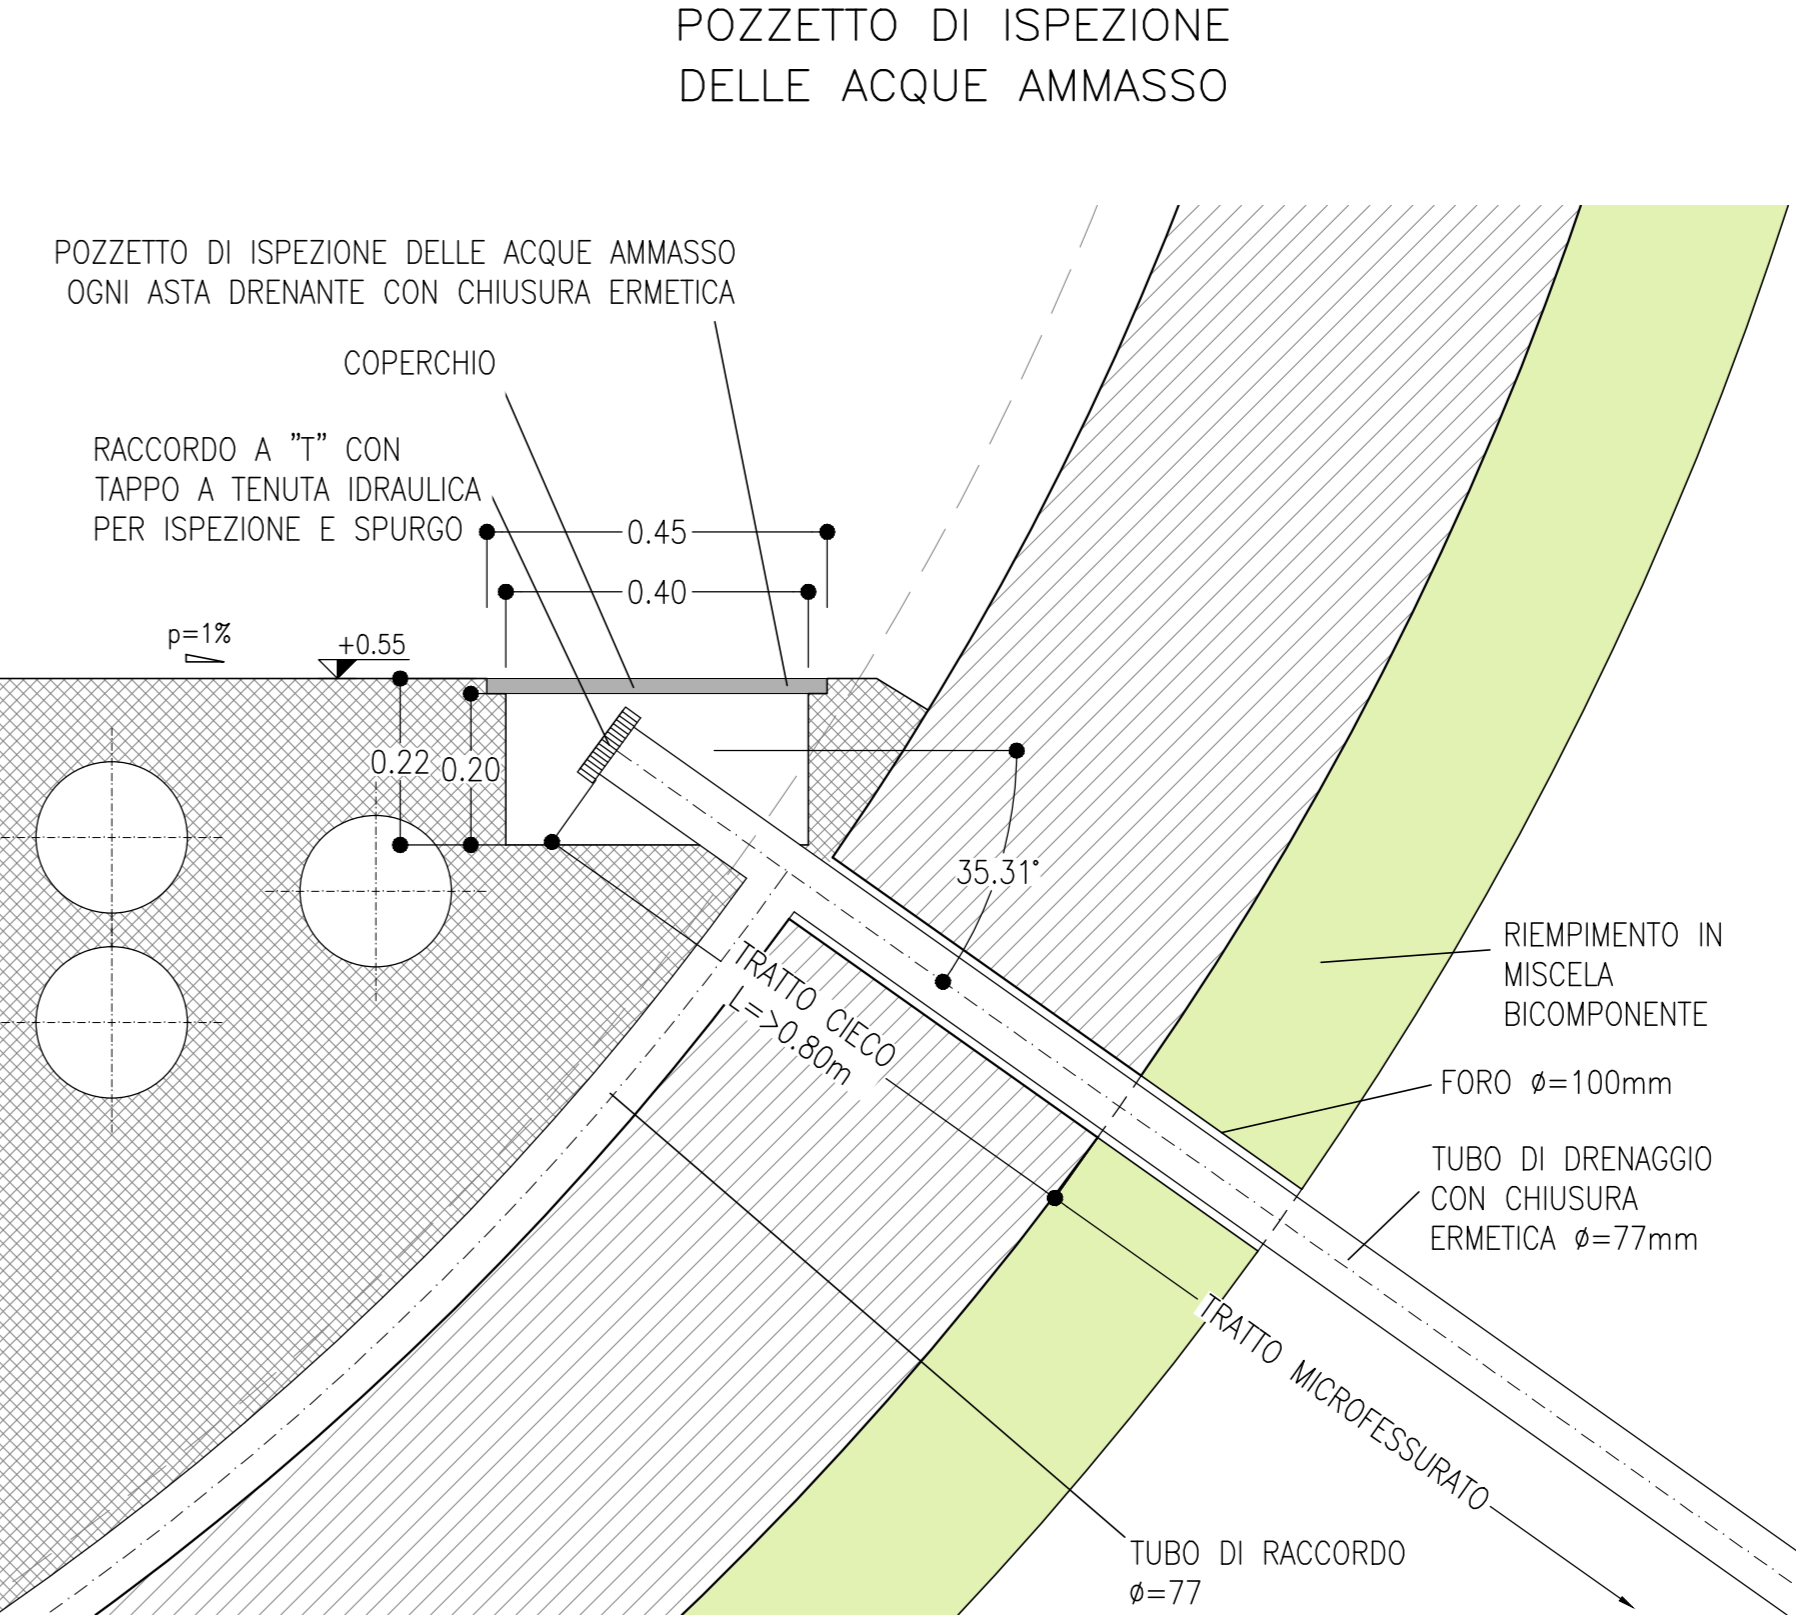 POZZETTO DI ISPEZIONE
DELLE ACQUE AMMASSO
POZZETTO DI ISPEZIONE DELLE ACQUE AMMASSO
OGNI ASTA DRENANTE CON CHIUSURA ERMETICA
COPERCHIO
RACCORDO A "T" CON
TAPPO A TENUTA IDRAULICA
PER ISPEZIONE E SPURGO
0.45
0.40
p=1%
+0.55
0.22
0.20
35.31°
TRATTO CIECO
L=>0.80m
RIEMPIMENTO IN
MISCELA
BICOMPONENTE
FORO ø=100mm
TUBO DI DRENAGGIO
CON CHIUSURA
ERMETICA ø=77mm
TRATTO MICROFESSURATO
TUBO DI RACCORDO
ø=77